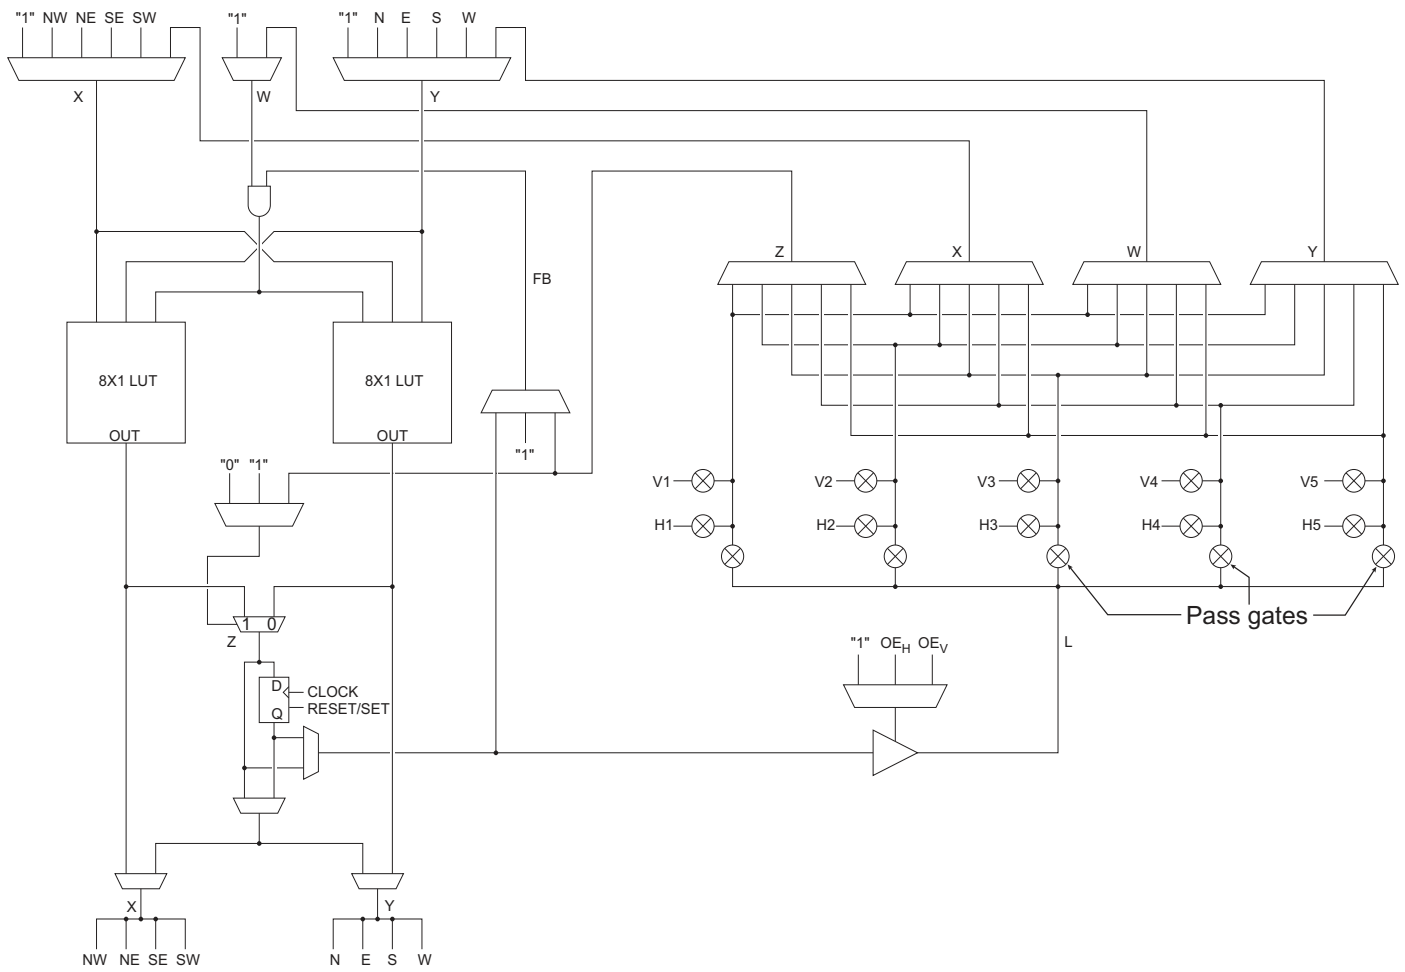 "1" NW NE SE SW "1" "1" N E S W
X W Y
Z X W Y
FB
8X1 LUT 8X1 LUT
OUT OUT
"1"
"0" "1"
V1 V2 V3 V4 V5
H1 H2 H3 H4 H5
1 0
Pass gates
Z
"1" OEH OEV L
D
CLOCK
RESET/SET
Q
X Y
NW NE SE SW N E S W